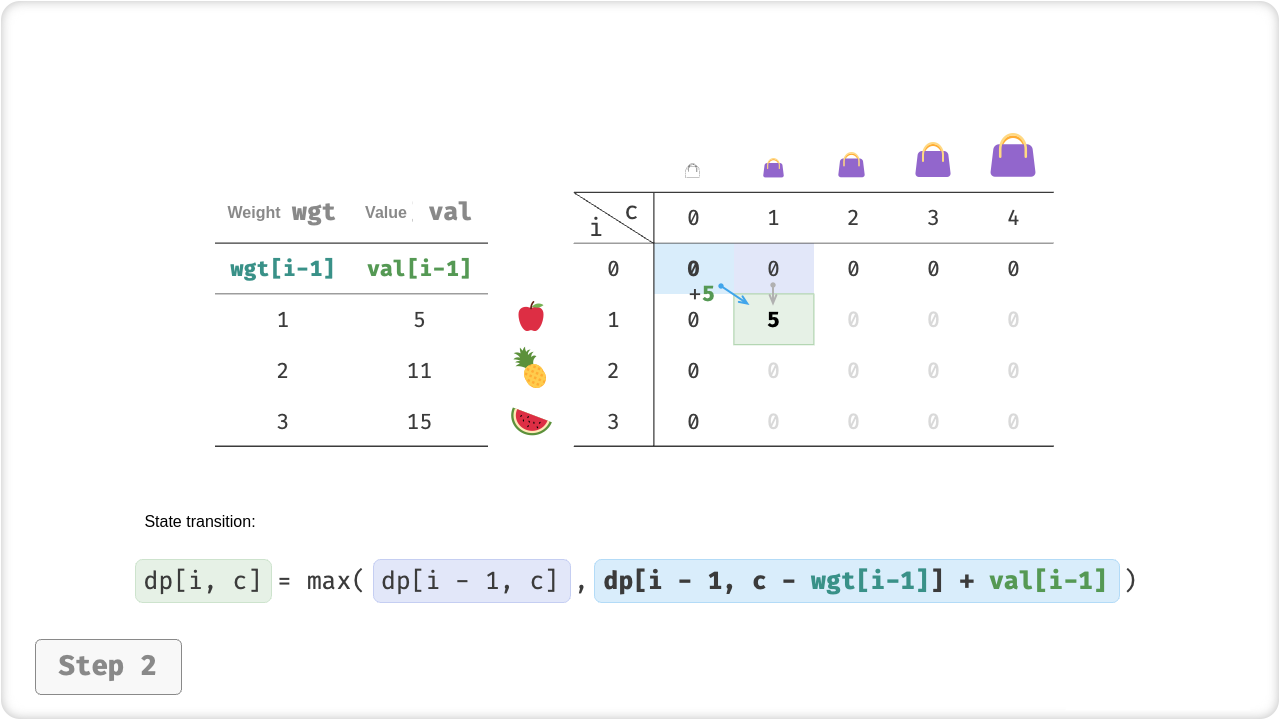 Weight wgt Value val
c
i
0 1 2 3 4
wgt[i-1] val[i-1]
0 0 0 0 0 0
+5
1 5 1 0 5 0 0 0
2 11 2 0 0 0 0 0
3 15 3 0 0 0 0 0
State transition:
dp[i, c] = max( dp[i - 1, c] , dp[i - 1, c - wgt[i-1]] + val[i-1] )
Step 2